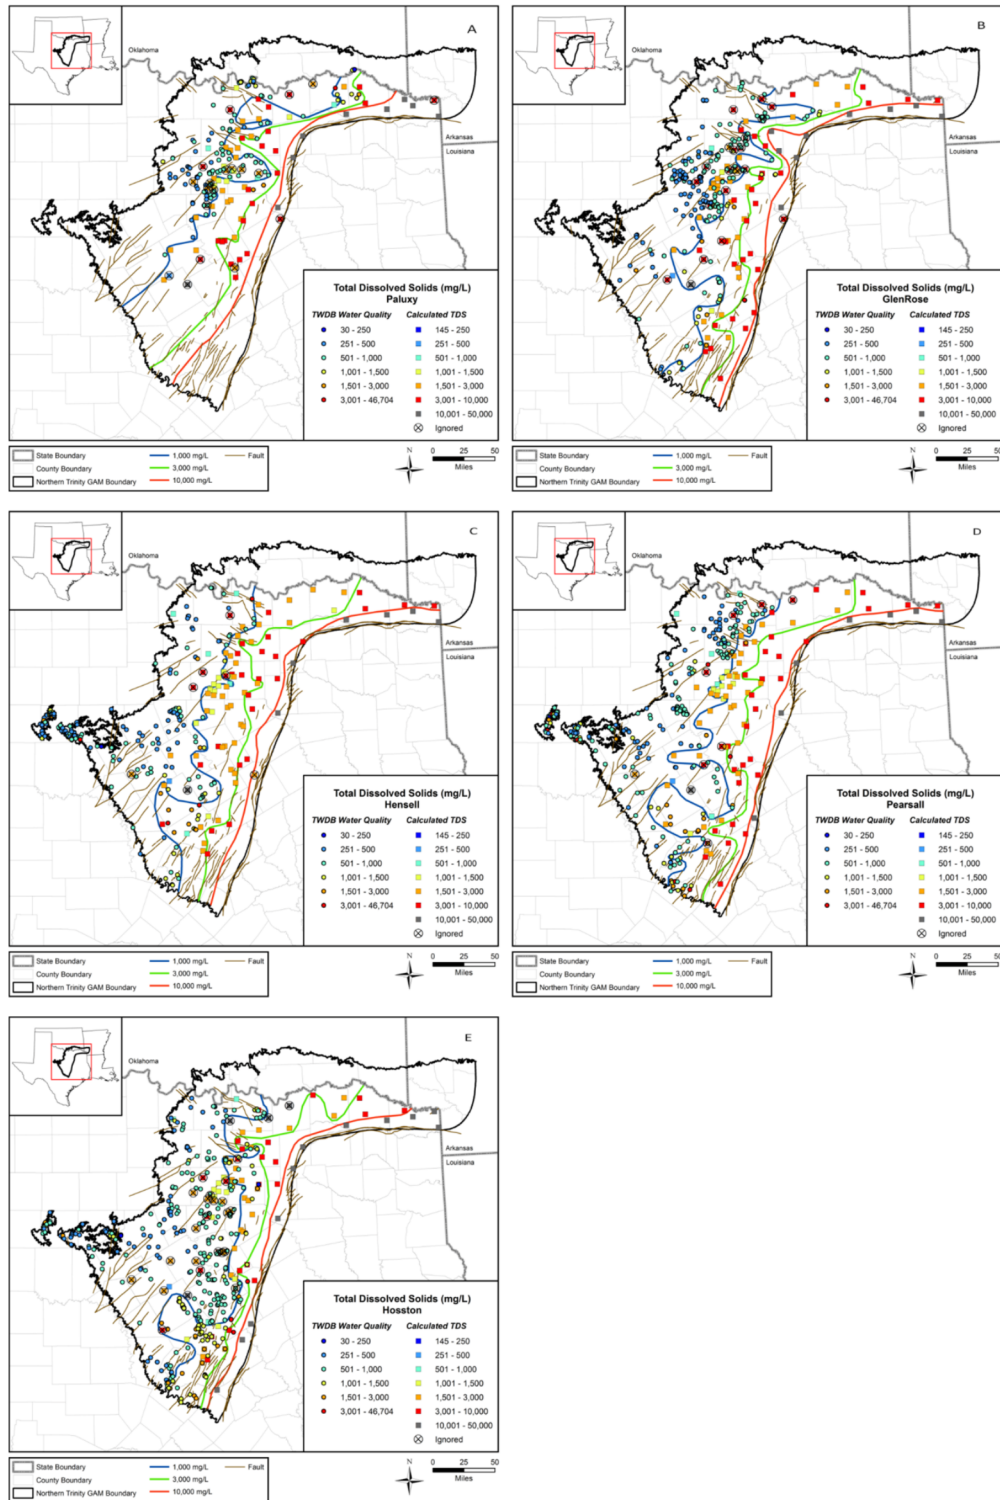 A
Oklahoma
Arkansas
Louisiana
Total Dissolved Solids (mg/L)
Paluxy
TWDB Water Quality Calculated TDS
30 - 250 145 - 250
251 - 500 251 - 500
501 - 1,000 501 - 1,000
1,001 - 1,500 1,001 - 1,500
1,501 - 3,000 1,501 - 3,000
3,001 - 46,704 3,001 - 10,000
10,001 - 50,000
Ignored
State Boundary 1,000 mg/L Fault
County Boundary 3,000 mg/L
Northern Trinity GAM Boundary 10,000 mg/L
N
0 25 50
Miles
B
Oklahoma
Arkansas
Louisiana
Total Dissolved Solids (mg/L)
GlenRose
TWDB Water Quality Calculated TDS
30 - 250 145 - 250
251 - 500 251 - 500
501 - 1,000 501 - 1,000
1,001 - 1,500 1,001 - 1,500
1,501 - 3,000 1,501 - 3,000
3,001 - 46,704 3,001 - 10,000
10,001 - 50,000
Ignored
State Boundary 1,000 mg/L Fault
County Boundary 3,000 mg/L
Northern Trinity GAM Boundary 10,000 mg/L
N
0 25 50
Miles
C
Oklahoma
Arkansas
Louisiana
Total Dissolved Solids (mg/L)
Hensell
TWDB Water Quality Calculated TDS
30 - 250 145 - 250
251 - 500 251 - 500
501 - 1,000 501 - 1,000
1,001 - 1,500 1,001 - 1,500
1,501 - 3,000 1,501 - 3,000
3,001 - 46,704 3,001 - 10,000
10,001 - 50,000
Ignored
State Boundary 1,000 mg/L Fault
County Boundary 3,000 mg/L
Northern Trinity GAM Boundary 10,000 mg/L
N
0 25 50
Miles
D
Oklahoma
Arkansas
Louisiana
Total Dissolved Solids (mg/L)
Pearsall
TWDB Water Quality Calculated TDS
30 - 250 145 - 250
251 - 500 251 - 500
501 - 1,000 501 - 1,000
1,001 - 1,500 1,001 - 1,500
1,501 - 3,000 1,501 - 3,000
3,001 - 46,704 3,001 - 10,000
10,001 - 50,000
Ignored
State Boundary 1,000 mg/L Fault
County Boundary 3,000 mg/L
Northern Trinity GAM Boundary 10,000 mg/L
N
0 25 50
Miles
E
Oklahoma
Arkansas
Louisiana
Total Dissolved Solids (mg/L)
Hosston
TWDB Water Quality Calculated TDS
30 - 250 145 - 250
251 - 500 251 - 500
501 - 1,000 501 - 1,000
1,001 - 1,500 1,001 - 1,500
1,501 - 3,000 1,501 - 3,000
3,001 - 46,704 3,001 - 10,000
10,001 - 50,000
Ignored
State Boundary 1,000 mg/L Fault
County Boundary 3,000 mg/L
Northern Trinity GAM Boundary 10,000 mg/L
N
0 25 50
Miles